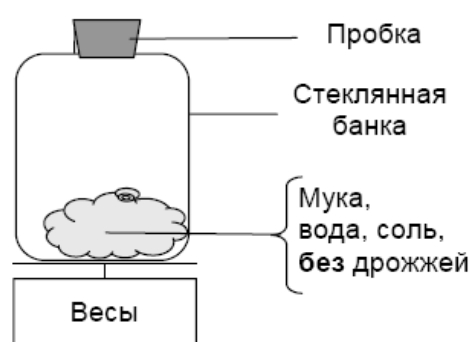 Пробка
Стеклянная
банка
Мука,
вода, соль,
без дрожжей
Весы